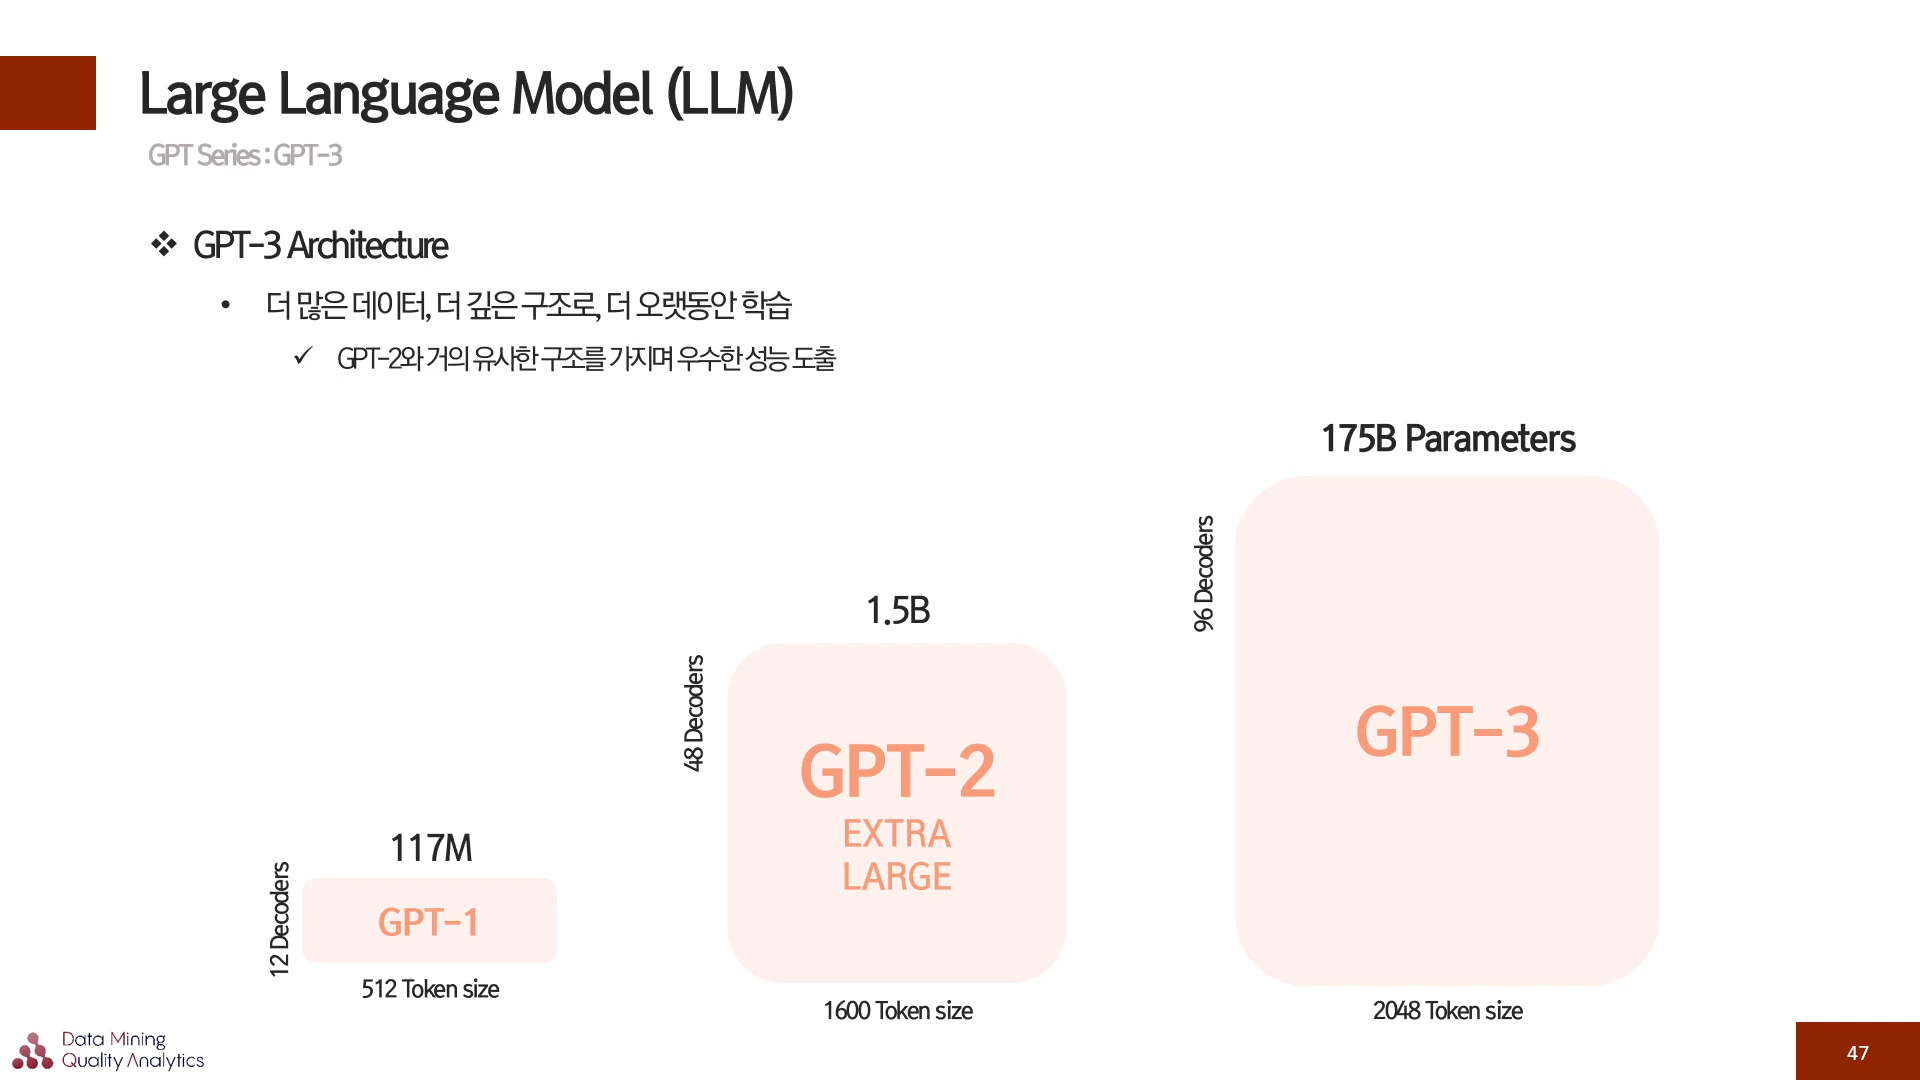 Large Language Model (LLM)
GPT Series : GPT-3
❖ GPT-3 Architecture
• 더 많은 데이터, 더 깊은 구조로, 더 오랫동안 학습
✓ GPT-2와 거의 유사한 구조를 가지며 우수한 성능 도출
117M
12 Decoders
GPT-1
512 Token size
1.5B
48 Decoders
GPT-2
EXTRA
LARGE
1600 Token size
175B Parameters
96 Decoders
GPT-3
2048 Token size
Data Mining
Quality Analytics
47